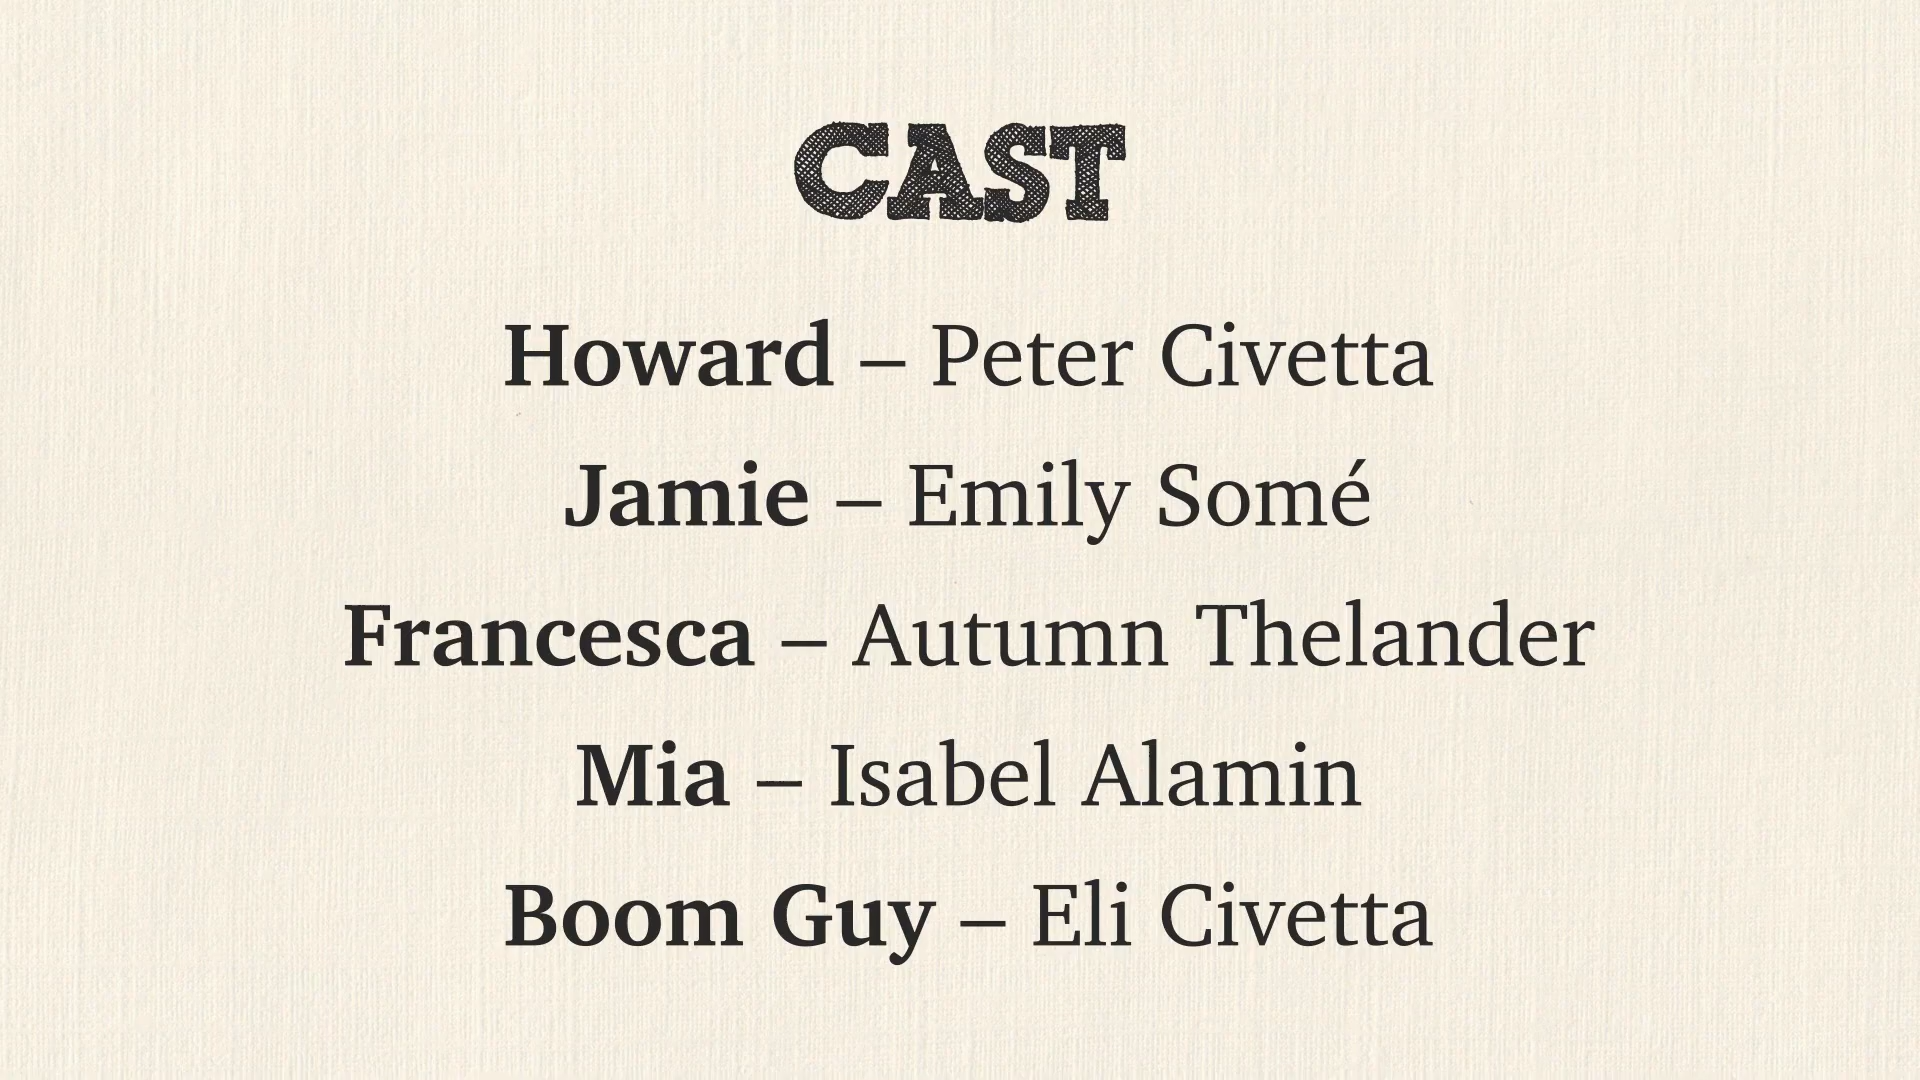 CAST
Howard – Peter Civetta
Jamie – Emily Somé
Francesca – Autumn Thelander
Mia – Isabel Alamin
Boom Guy – Eli Civetta